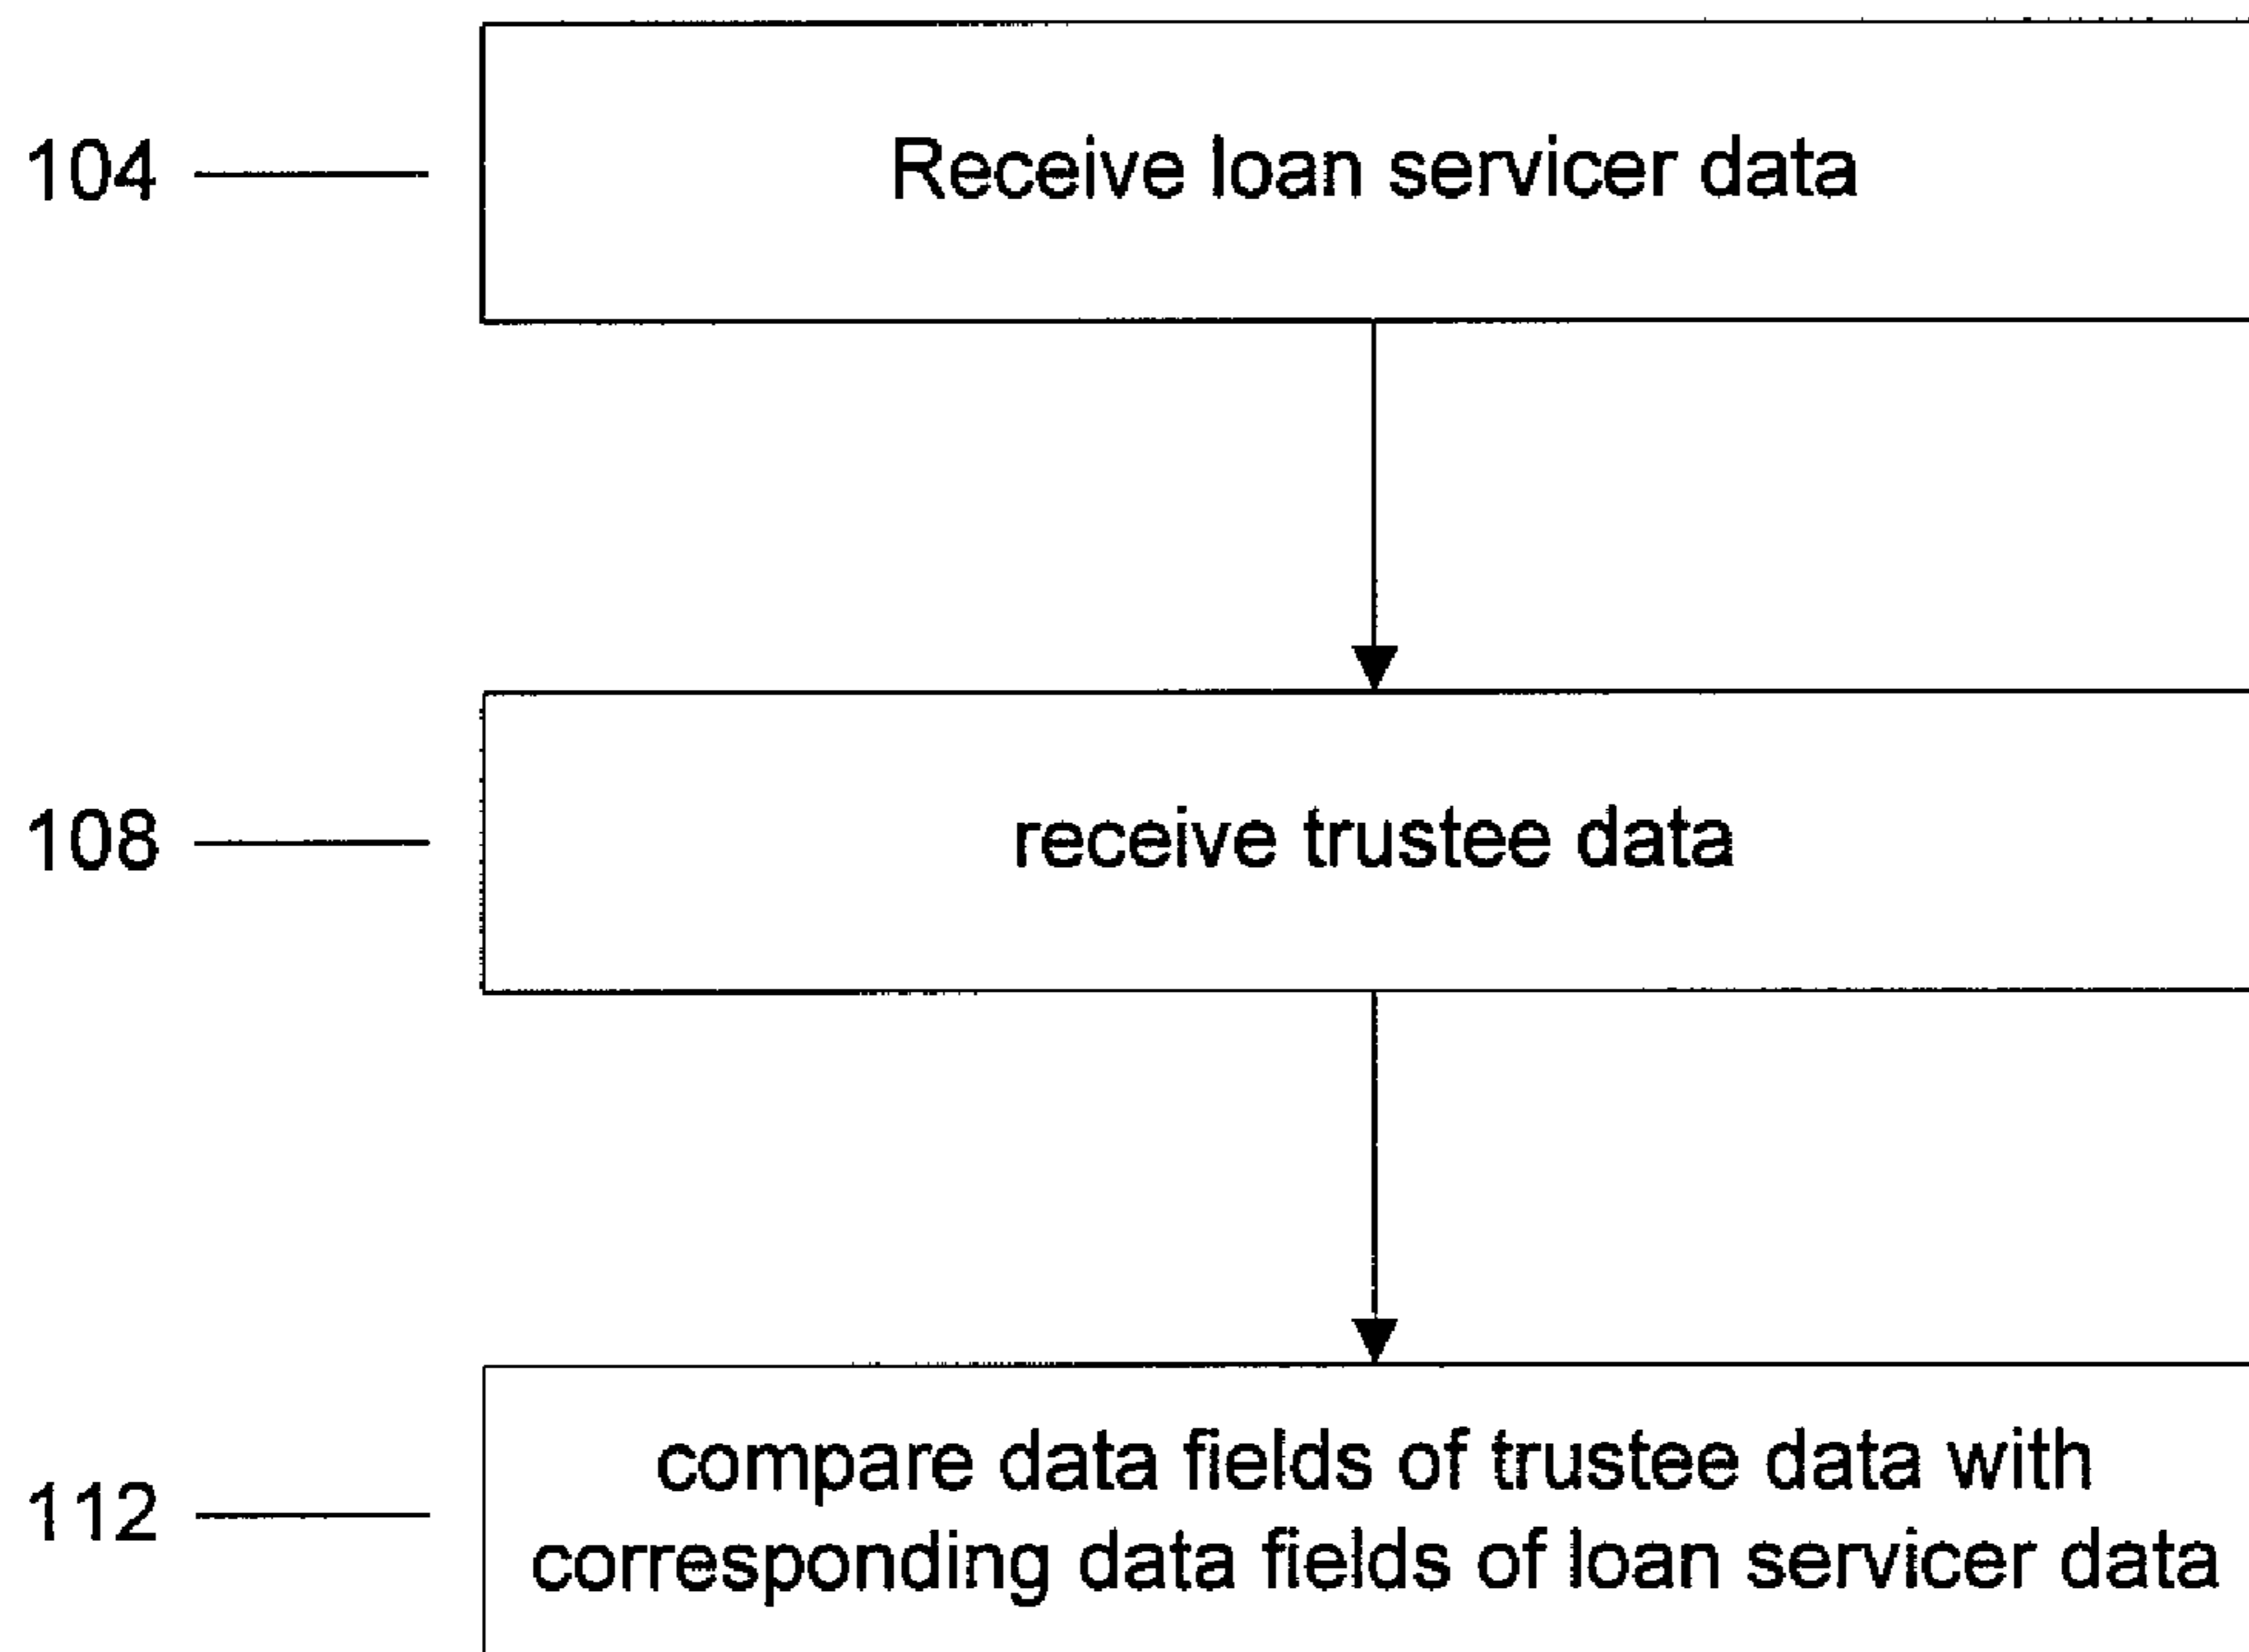 104
Receive loan servicer data
108
receive trustee data
112
compare data fields of trustee data with
corresponding data fields of loan servicer data